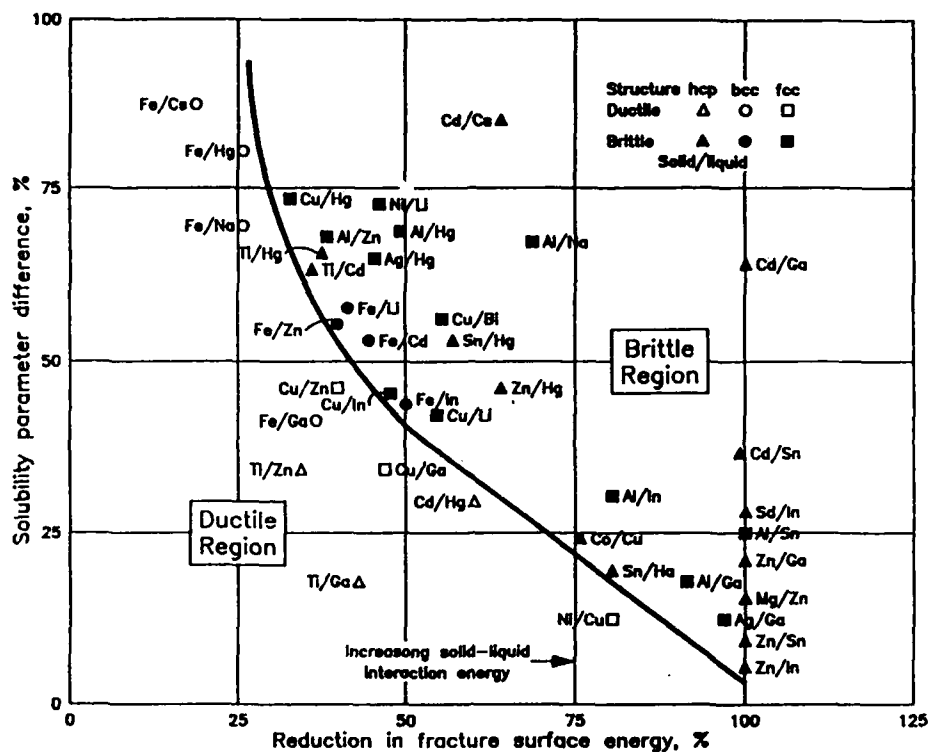 100
75
50
25
0
Solubility parameter difference, %
Structure hcp bcc fcc
Ductile
Brittle
Solid/liquid
Fe/Cs
Cd/Cs
Fe/Hg
Cu/Hg
Ni/Li
Fe/Na
Al/Zn
Al/Hg
Al/Na
Ti/Hg
Ag/Hg
Ti/Cd
Cd/Ga
Fe/Li
Fe/Zn
Cu/Bi
Fe/Cd
Sn/Hg
Brittle
Region
Cu/Zn
Cu/In
Fe/In
Zn/Hg
Fe/Ga
Cu/Li
Cd/Sn
Ti/Zn
Cu/Ga
Cd/Hg
Al/In
Ductile
Region
Sd/In
Al/Sn
Co/Cu
Zn/Ga
Sn/Ha
Al/Ga
Ti/Ga
Mg/Zn
Ni/Cu
Ag/Ga
Zn/Sn
Zn/In
Increasong solid-liquid
interaction energy
0 25 50 75 100 125
Reduction in fracture surface energy, %